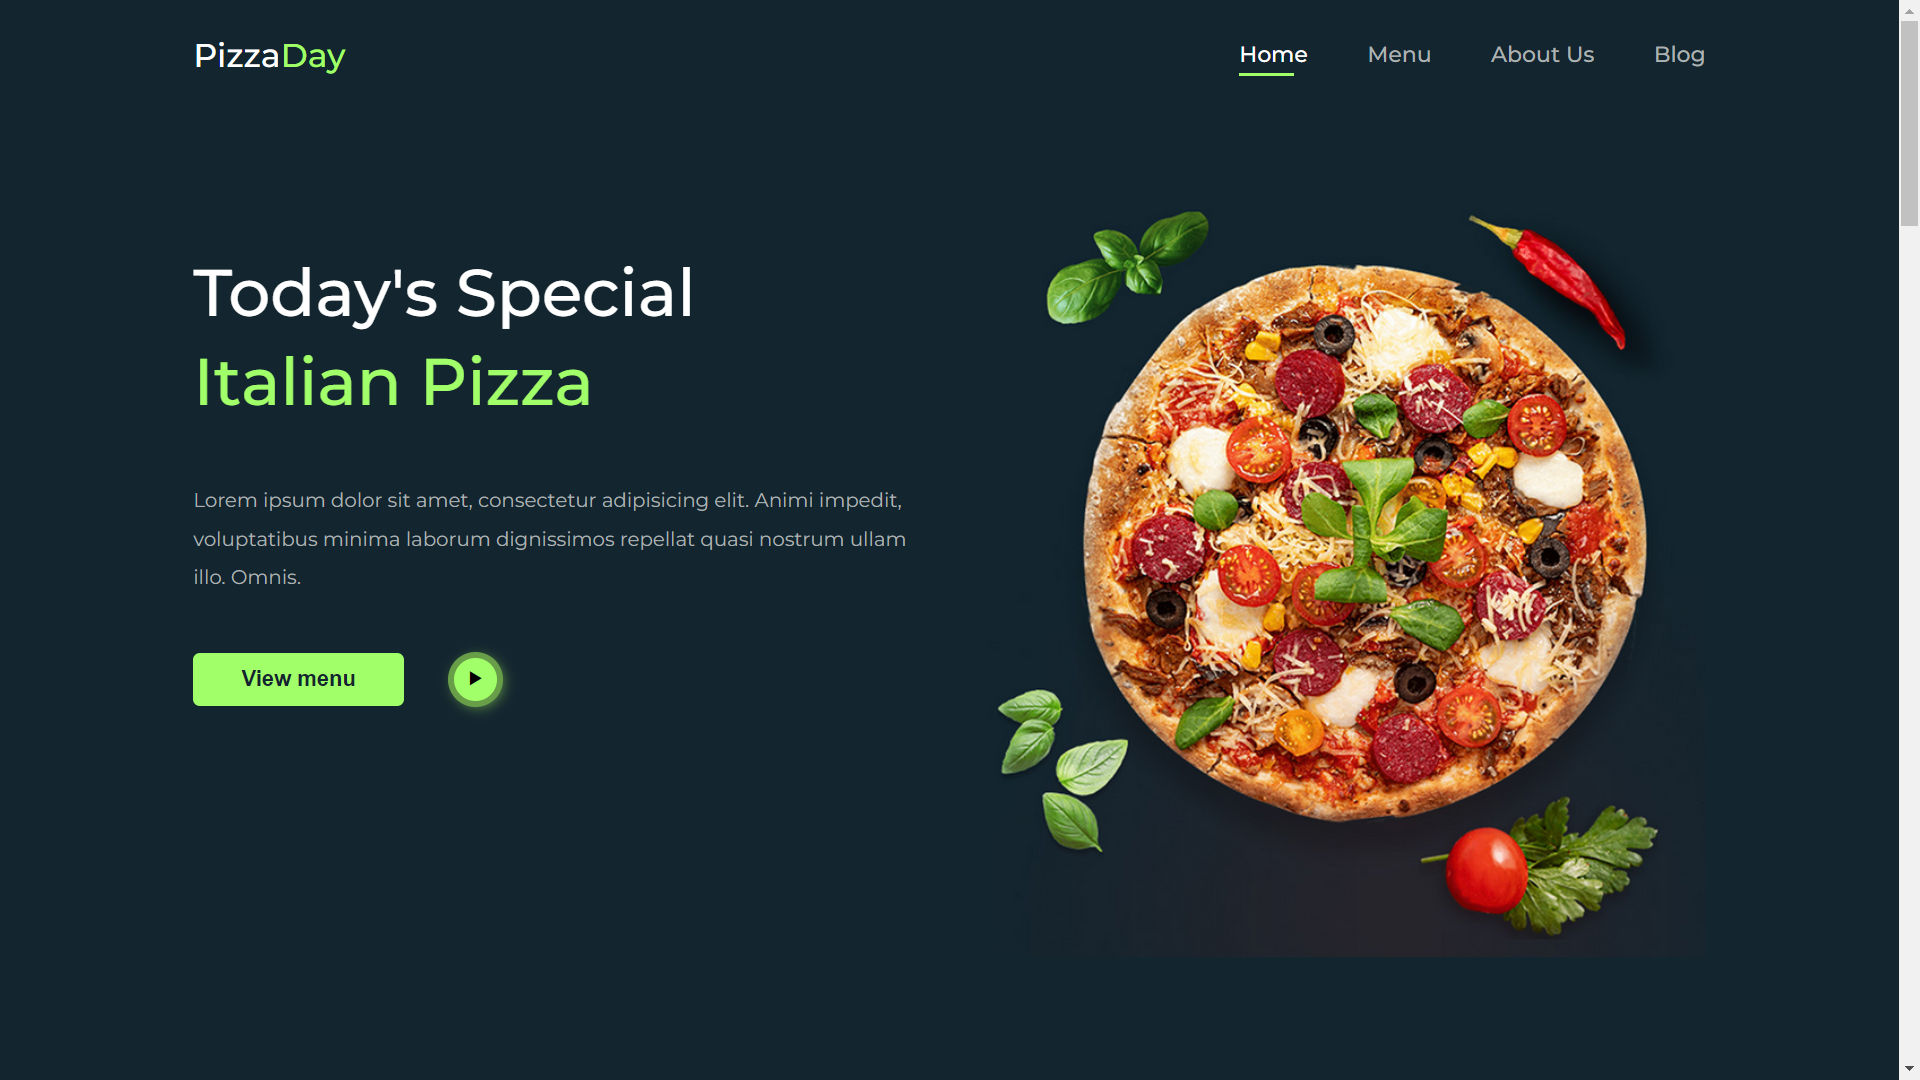 PizzaDay
Home
Menu
About Us
Blog
Today's Special
Italian Pizza
Lorem ipsum dolor sit amet, consectetur adipisicing elit. Animi impedit,
voluptatibus minima laborum dignissimos repellat quasi nostrum ullam
illo. Omnis.
View menu